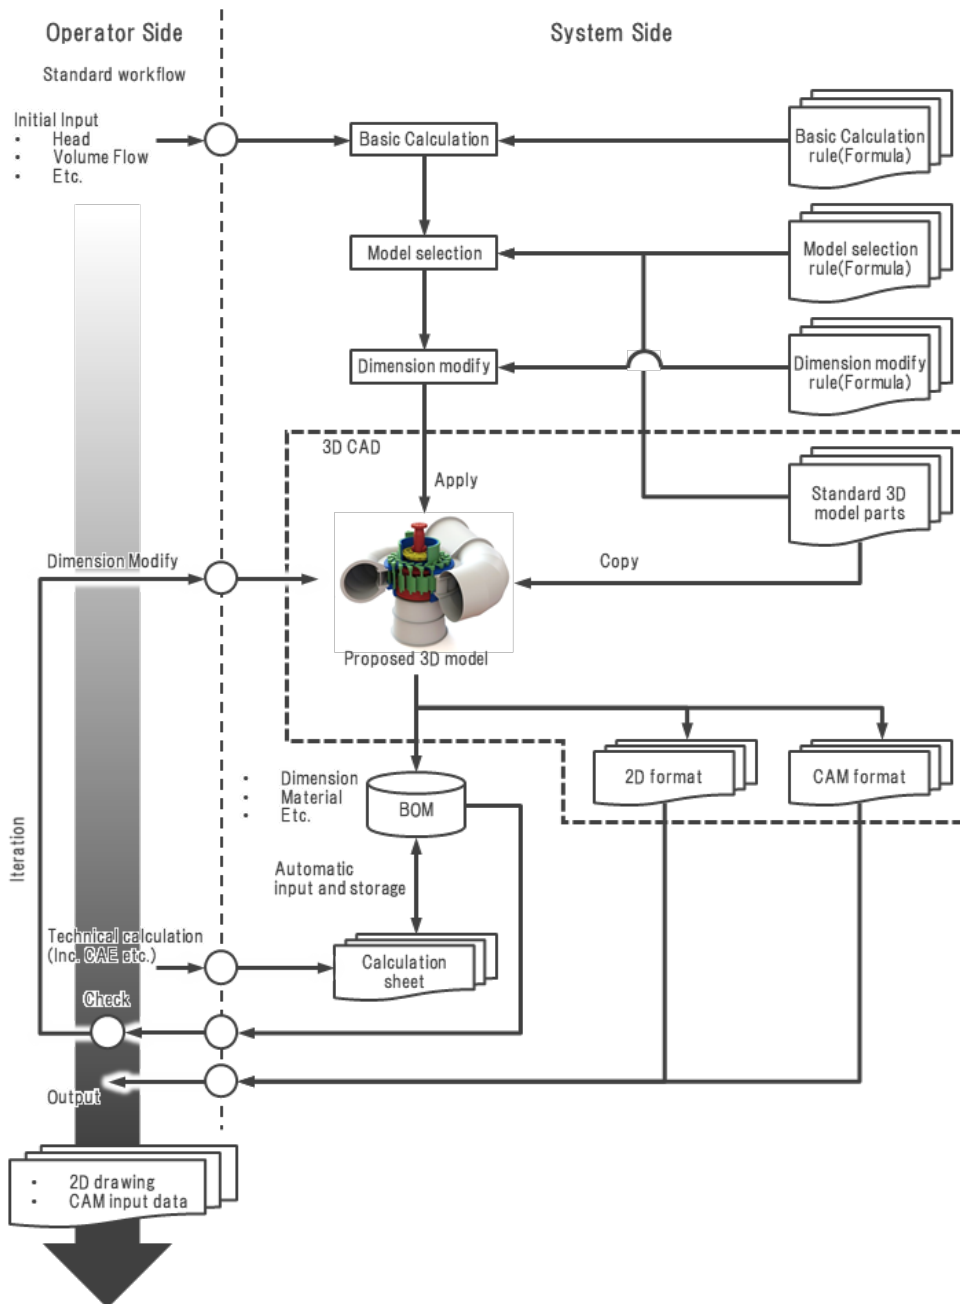 Operator Side
System Side
Standard workflow
Initial Input
• Head
• Volume Flow
• Etc.
Basic Calculation
Basic Calculation
rule(Formula)
Model selection
Model selection
rule(Formula)
Dimension modify
Dimension modify
rule(Formula)
3D CAD
Apply
Standard 3D
model parts
Dimension Modify
Copy
Proposed 3D model
• Dimension
• Material
• Etc.
BOM
2D format
CAM format
Iteration
Automatic
input and storage
Technical calculation
(Inc. CAE etc.)
Calculation
sheet
Check
Output
• 2D drawing
• CAM input data